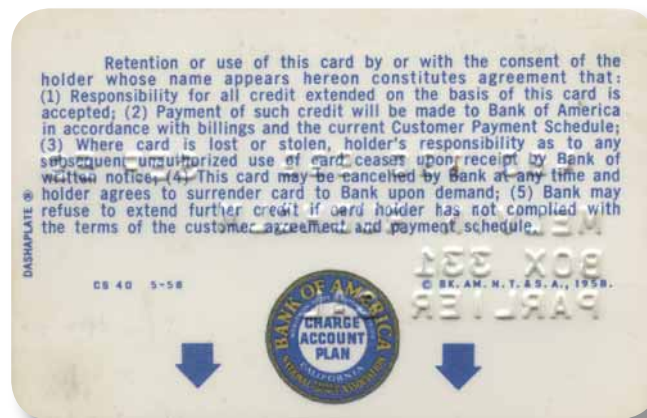 Retention or use of this card by or with the consent of the
holder whose name appears hereon constitutes agreement that:
(1) Responsibility for all credit extended on the basis of this card is
accepted; (2) Payment of such credit will be made to Bank of America
in accordance with billings and the current Customer Payment Schedule;
(3) Where card is lost or stolen, holder's responsibility as to any
subsequent unauthorized use of card ceases upon receipt by Bank of
written notice; (4) This card may be cancelled by Bank at any time and
holder agrees to surrender card to Bank upon demand; (5) Bank may
refuse to extend further credit if card holder has not complied with
the terms of the customer agreement and payment schedule.
DASHAPLATE ®
BOX 331
CS 40 5-58
© BK. AM. N. T. & S. A., 1958.
PARLIER
BANK OF AMERICA
CHARGE
ACCOUNT
PLAN
CALIFORNIA
NATIONAL TRUST ASSOCIATION